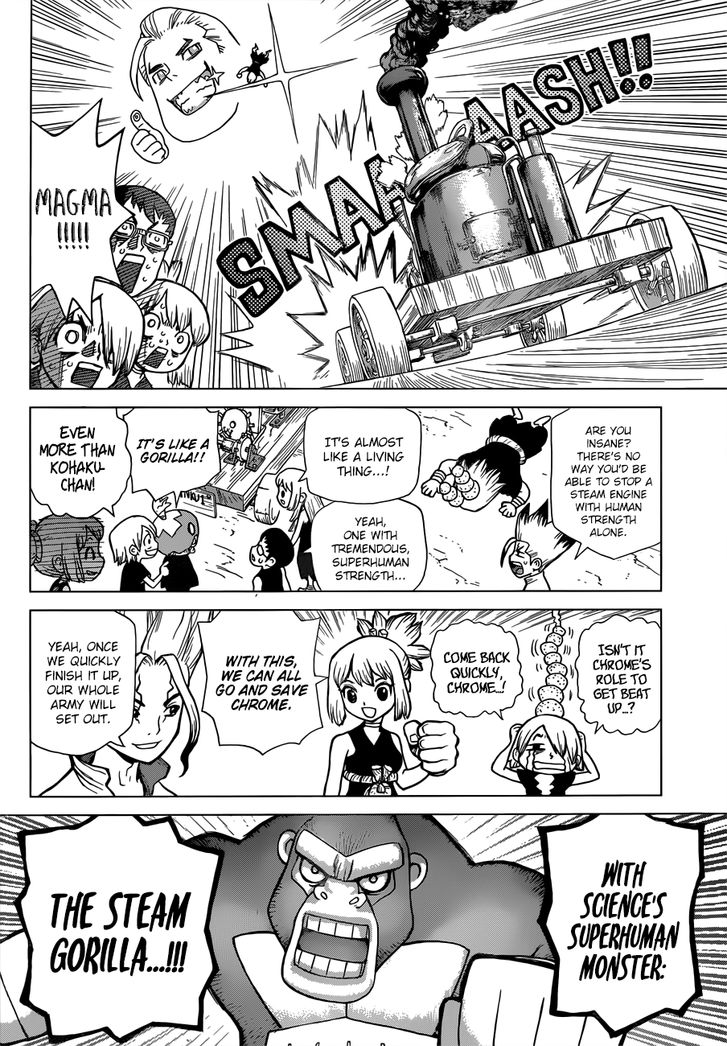 SMAAAAAASH!!
MAGMA
!!!!!
ARE YOU
INSANE?
THERE'S NO
WAY YOU'D BE
ABLE TO STOP A
STEAM ENGINE
WITH HUMAN
STRENGTH
ALONE.
IT'S ALMOST
LIKE A LIVING
THING...!
YEAH,
ONE WITH
TREMENDOUS,
SUPERHUMAN
STRENGTH...
IT'S LIKE A
GORILLA!!
EVEN
MORE THAN
KOHAKU-
CHAN!
ISN'T IT
CHROME'S
ROLE TO
GET BEAT
UP..?
COME BACK
QUICKLY,
CHROME..!
WITH THIS,
WE CAN ALL
GO AND SAVE
CHROME.
YEAH, ONCE
WE QUICKLY
FINISH IT UP,
OUR WHOLE
ARMY WILL
SET OUT.
WITH
SCIENCE'S
SUPERHUMAN
MONSTER:
THE STEAM
GORILLA...!!!